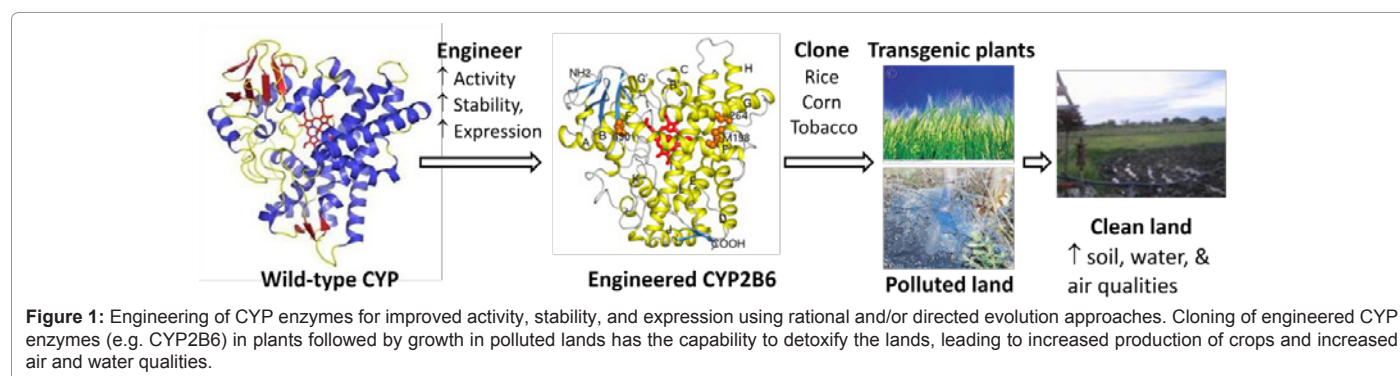 Engineer
↑ Activity
↑ Stability,
↑ Expression
Wild-type CYP
NH2
G'
C
B'
H
G
F
264
M198
B
A
K
E
J
D
COOH
Engineered CYP2B6
Clone
Rice
Corn
Tobacco
Transgenic plants
Polluted land
Clean land
↑ soil, water, &
air qualities
Figure 1: Engineering of CYP enzymes for improved activity, stability, and expression using rational and/or directed evolution approaches. Cloning of engineered CYP
enzymes (e.g. CYP2B6) in plants followed by growth in polluted lands has the capability to detoxify the lands, leading to increased production of crops and increased
air and water qualities.